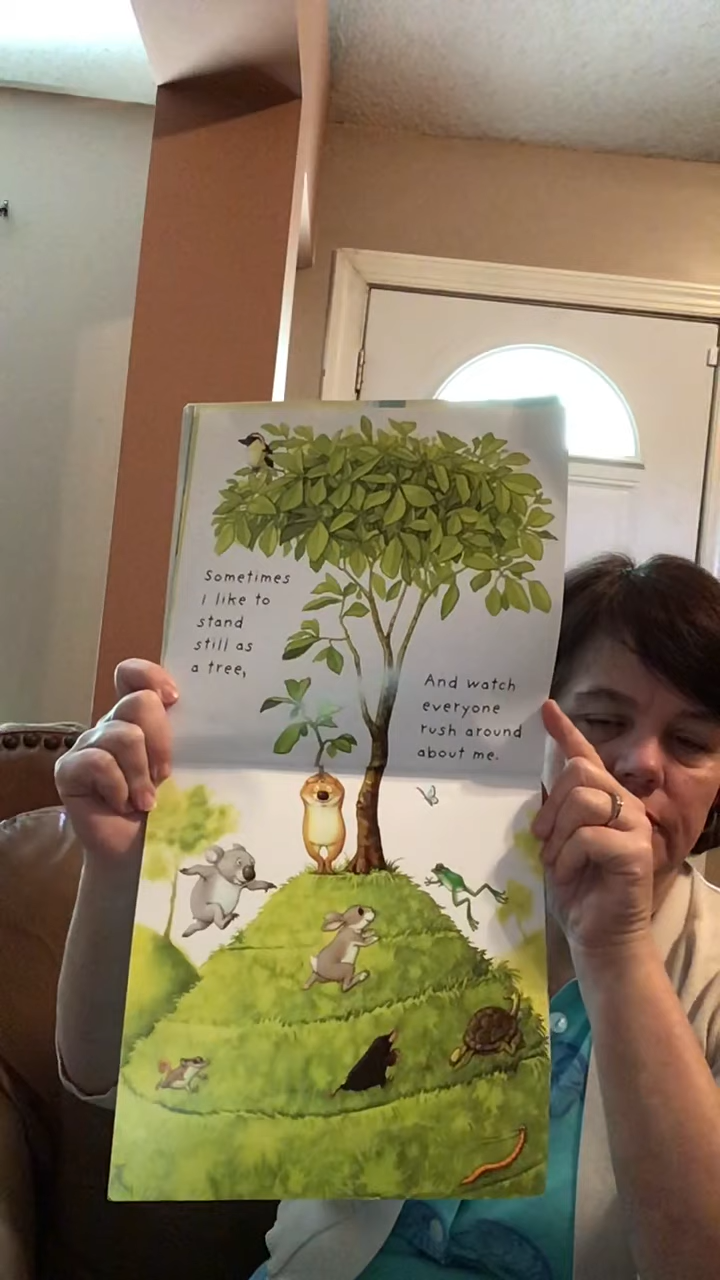 Sometimes
I like to
stand
still as
a tree,
And watch
everyone
rush around
about me.